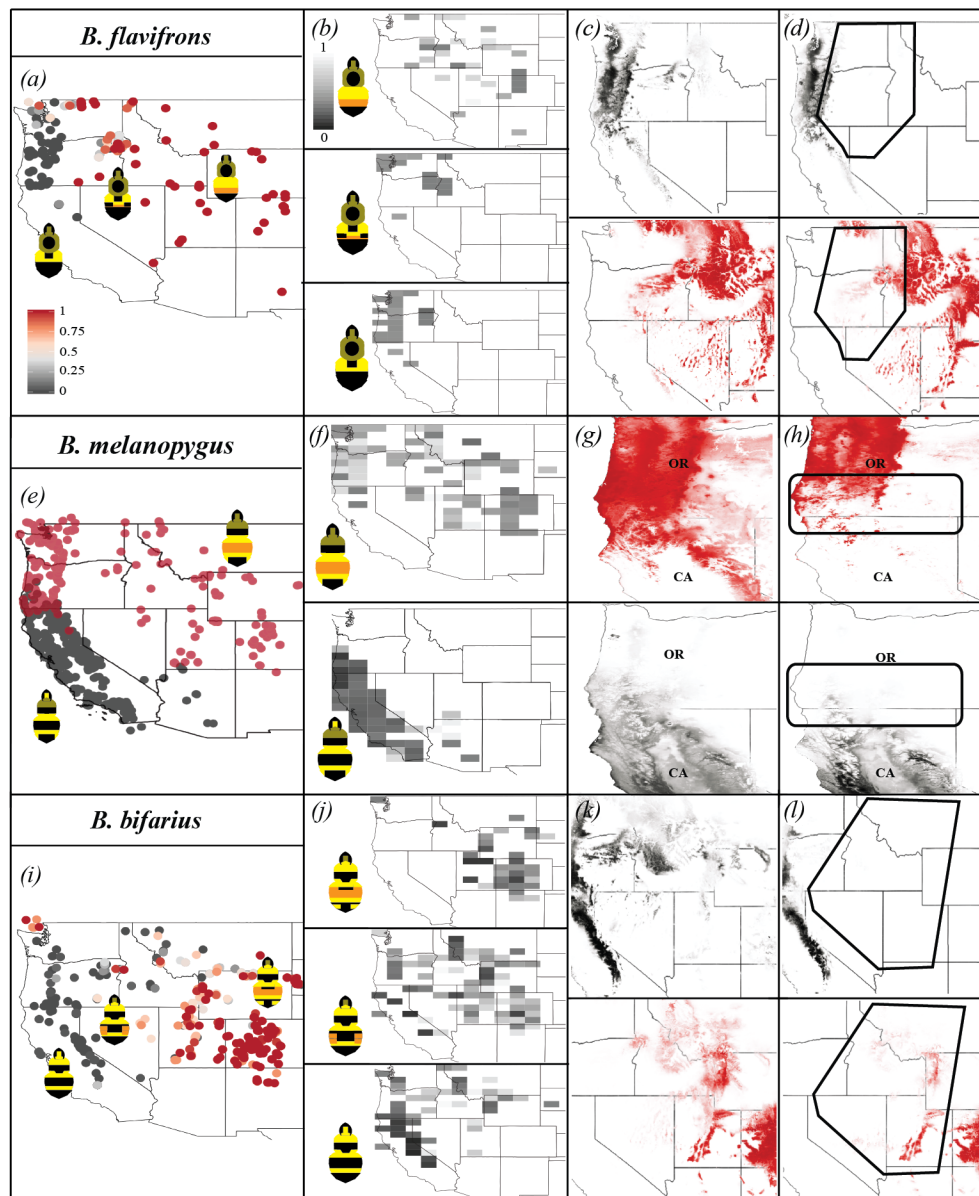 B. flavifrons
(a)
1
0.75
0.5
0.25
0
(b)
1
0
(c)
(d)
B. melanopygus
(e)
(f)
(g)
OR
CA
OR
CA
(h)
OR
CA
OR
CA
B. bifarius
(i)
(j)
(k)
(l)